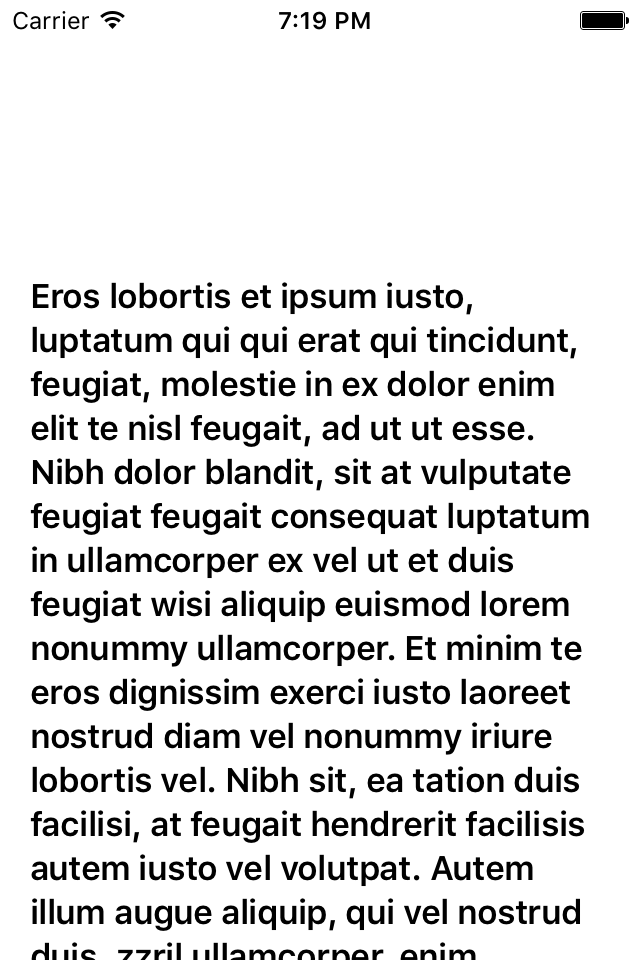 Carrier 7:19 PM
Eros lobortis et ipsum iusto,
luptatum qui qui erat qui tincidunt,
feugiat, molestie in ex dolor enim
elit te nisl feugait, ad ut ut esse.
Nibh dolor blandit, sit at vulputate
feugiat feugait consequat luptatum
in ullamcorper ex vel ut et duis
feugiat wisi aliquip euismod lorem
nonummy ullamcorper. Et minim te
eros dignissim exerci iusto laoreet
nostrud diam vel nonummy iriure
lobortis vel. Nibh sit, ea tation duis
facilisi, at feugait hendrerit facilisis
autem iusto vel volutpat. Autem
illum augue aliquip, qui vel nostrud
duis, zzril ullamcorper, enim